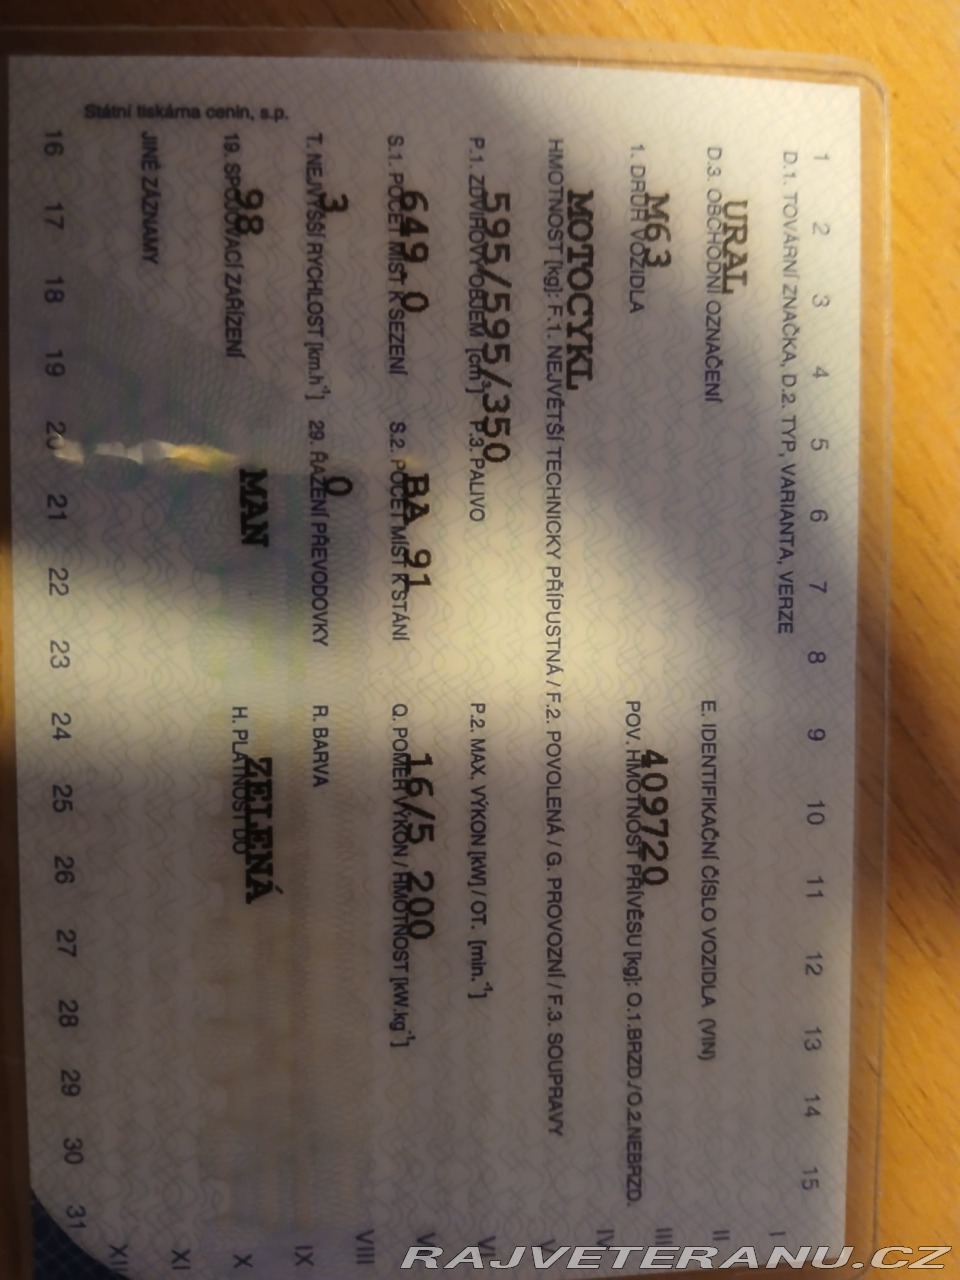 1 2 3 4 5 6 7 8 9 10 11 12 13 14 15
D.1. TOVÁRNÍ ZNAČKA, D.2. TYP, VARIANTA, VERZE I
URAL
D.3. OBCHODNÍ OZNAČENÍ E. IDENTIFIKAČNÍ ČÍSLO VOZIDLA (VIN) II
M63 409720
1. DRUH VOZIDLA POV. HMOTNOST PŘÍVĚSU [kg]: O.1.BRZD./O.2.NEBRZD. III
MOTOCYKL
HMOTNOST [kg]: F.1. NEJVĚTŠÍ TECHNICKY PŘÍPUSTNÁ / F.2. POVOLENÁ / G. PROVOZNÍ / F.3. SOUPRAVY IV
595/595/350
P.1. ZDVIHOVÝ OBJEM [cm³] P.3. PALIVO P.2. MAX. VÝKON [kW] / OT. [min.⁻¹]
649.0 BA 91 16/5 200
S.1. POČET MÍST K SEZENÍ S.2. POČET MÍST K STÁNÍ Q. POMĚR VÝKON / HMOTNOST [kW.kg⁻¹]
3 0
T. NEJVYŠŠÍ RYCHLOST [km.h⁻¹] 29. ŘAZENÍ PŘEVODOVKY R. BARVA VIII
98 MAN ZELENÁ
19. SPOJOVACÍ ZAŘÍZENÍ H. PLATNOST DO IX
JINÉ ZÁZNAMY X
XI
XII
Státní tiskárna cenin, s.p.
16 17 18 19 20 21 22 23 24 25 26 27 28 29 30 31
RAJVETERANU.CZ